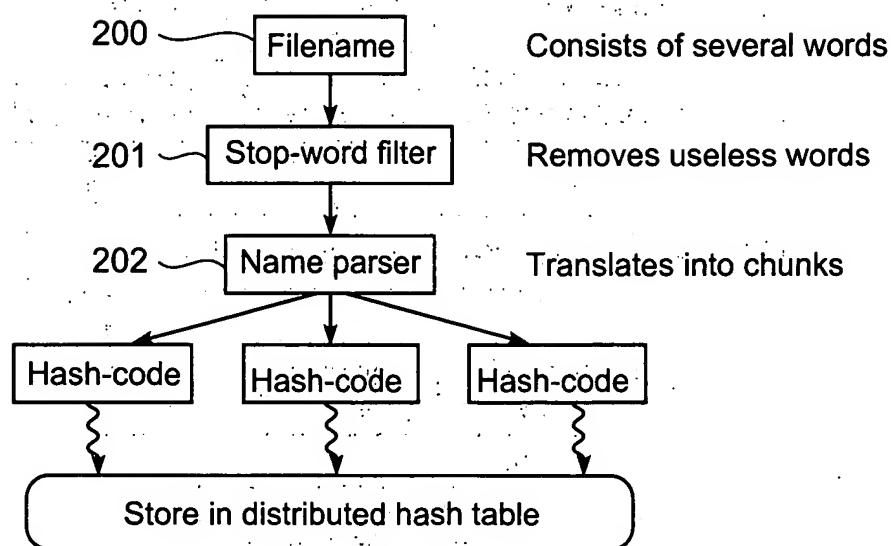 200 Filename Consists of several words
201 Stop-word filter Removes useless words
202 Name parser Translates into chunks
Hash-code Hash-code Hash-code
Store in distributed hash table